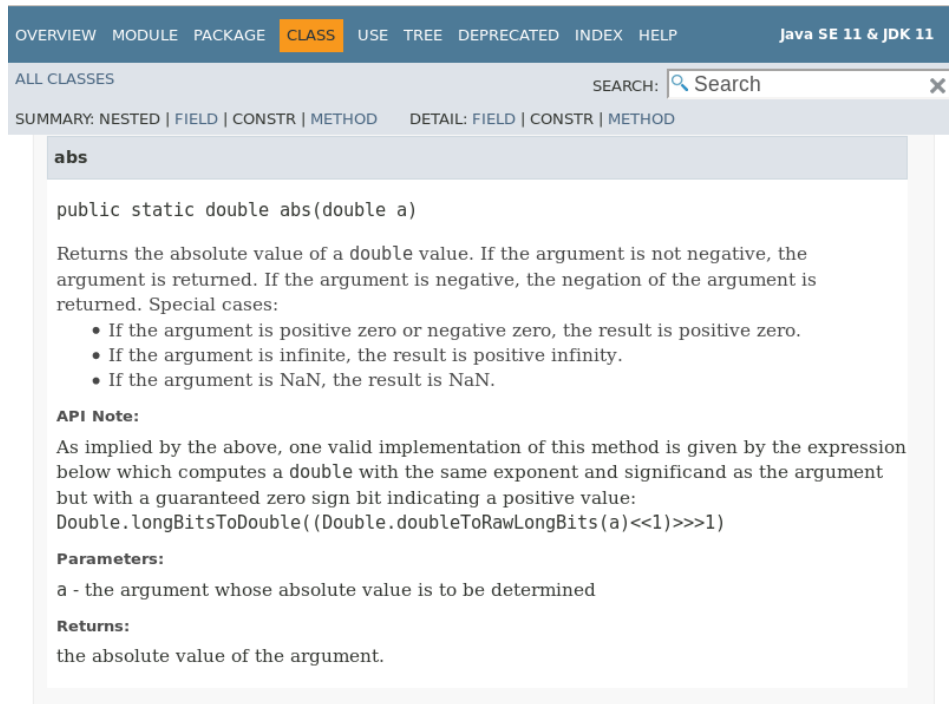 OVERVIEW MODULE PACKAGE CLASS USE TREE DEPRECATED INDEX HELP Java SE 11 & JDK 11
ALL CLASSES SEARCH: Search
SUMMARY: NESTED | FIELD | CONSTR | METHOD DETAIL: FIELD | CONSTR | METHOD
abs
public static double abs(double a)
Returns the absolute value of a double value. If the argument is not negative, the
argument is returned. If the argument is negative, the negation of the argument is
returned. Special cases:
• If the argument is positive zero or negative zero, the result is positive zero.
• If the argument is infinite, the result is positive infinity.
• If the argument is NaN, the result is NaN.
API Note:
As implied by the above, one valid implementation of this method is given by the expression
below which computes a double with the same exponent and significand as the argument
but with a guaranteed zero sign bit indicating a positive value:
Double.longBitsToDouble((Double.doubleToRawLongBits(a)<<1)>>>1)
Parameters:
a - the argument whose absolute value is to be determined
Returns:
the absolute value of the argument.